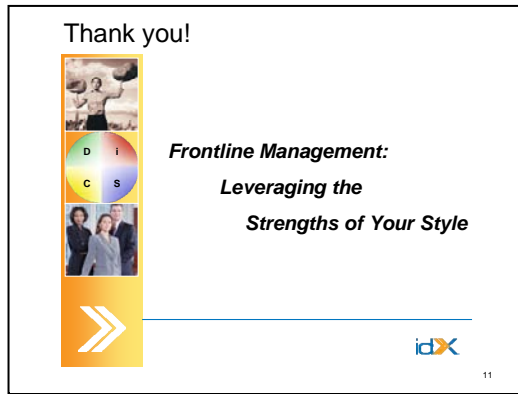 Thank you!
D i
C S
Frontline Management:
Leveraging the
Strengths of Your Style
idX
11